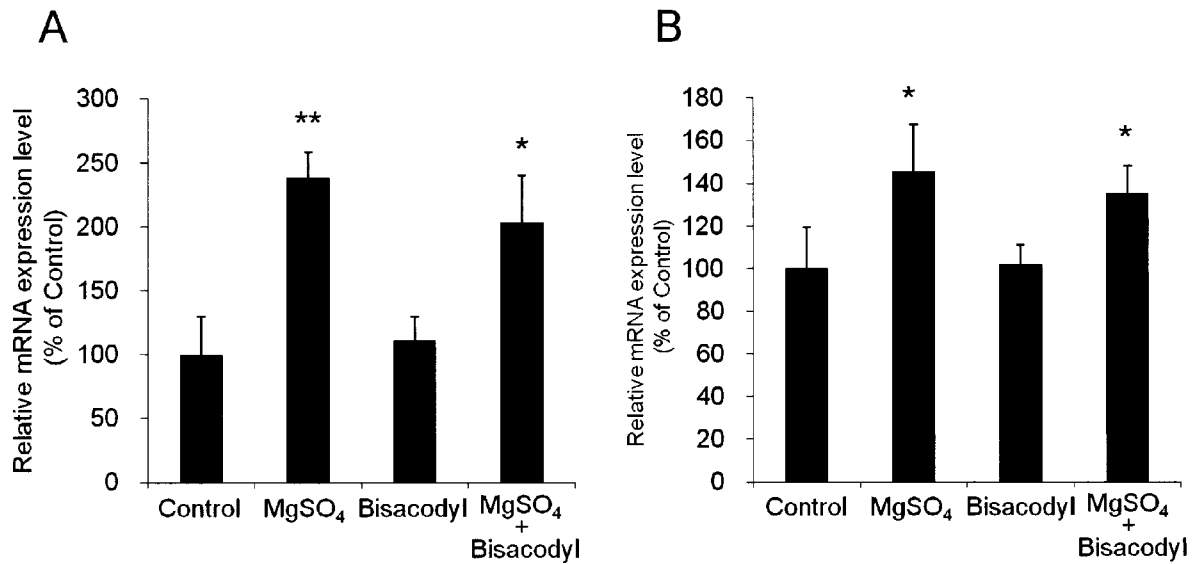 A
Relative mRNA expression level
(% of Control)
300
250
200
150
100
50
0
**
*
Control
MgSO₄
Bisacodyl
MgSO₄
+
Bisacodyl
B
Relative mRNA expression level
(% of Control)
180
160
140
120
100
80
60
40
20
0
*
*
Control
MgSO₄
Bisacodyl
MgSO₄
+
Bisacodyl